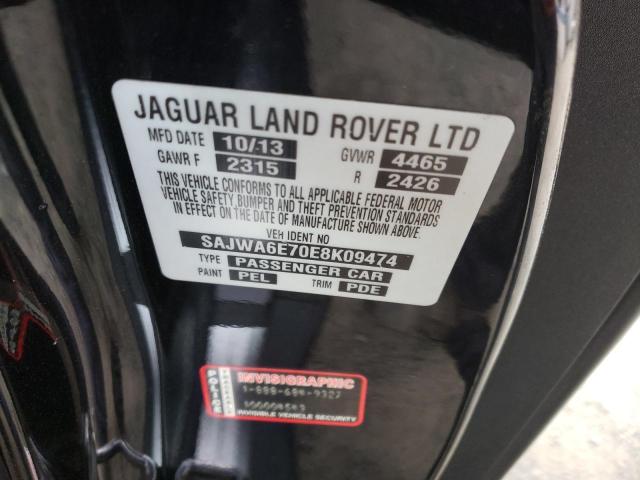 JAGUAR LAND ROVER LTD
MFD DATE 10/13 GVWR 4465
GAWR F 2315 R 2426
THIS VEHICLE CONFORMS TO ALL APPLICABLE FEDERAL MOTOR
VEHICLE SAFETY,BUMPER AND THEFT PREVENTION STANDARDS
IN EFFECT ON THE DATE OF MANUFACTURE SHOWN ABOVE.
VEH IDENT NO
SAJWA6E70E8K09474
TYPE PASSENGER CAR
PAINT PEL TRIM PDE
POLICE
INVISIGRAPHIC
INVISIBLE VEHICLE SECURITY